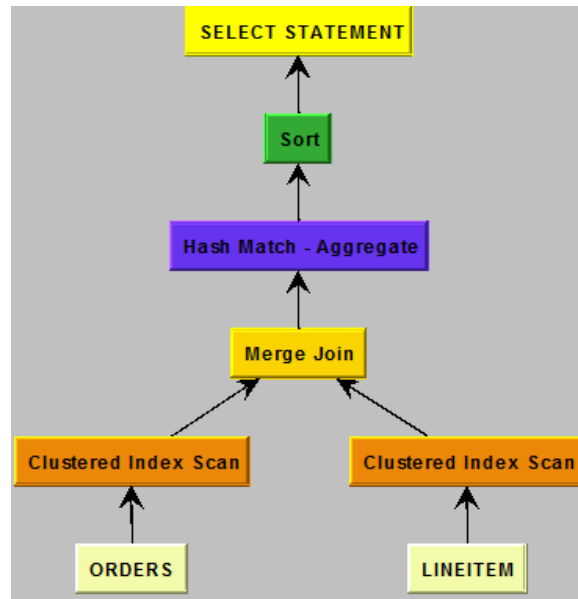 SELECT STATEMENT
Sort
Hash Match - Aggregate
Merge Join
Clustered Index Scan
Clustered Index Scan
ORDERS
LINEITEM